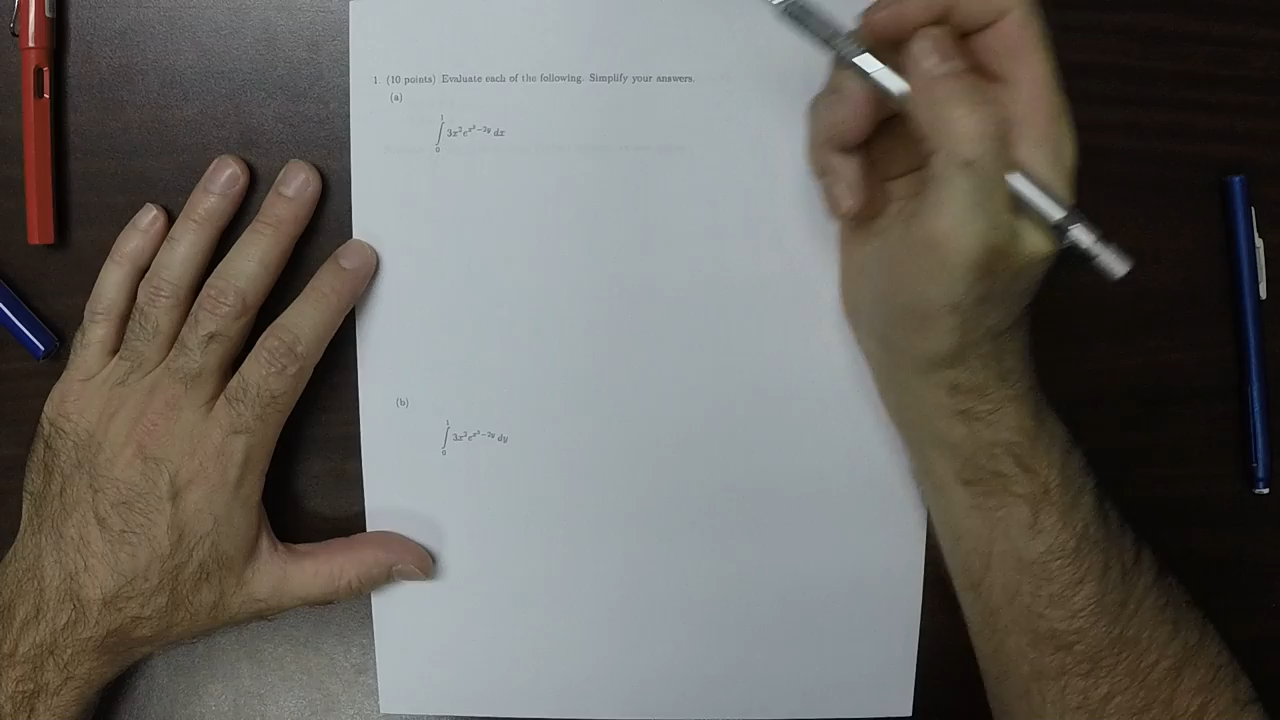 1. (10 points) Evaluate each of the following. Simplify your answers.
(a)
∫₀¹ 3x²e^{x³−2y} dx
(b)
∫₀¹ 3x²e^{x³−2y} dy